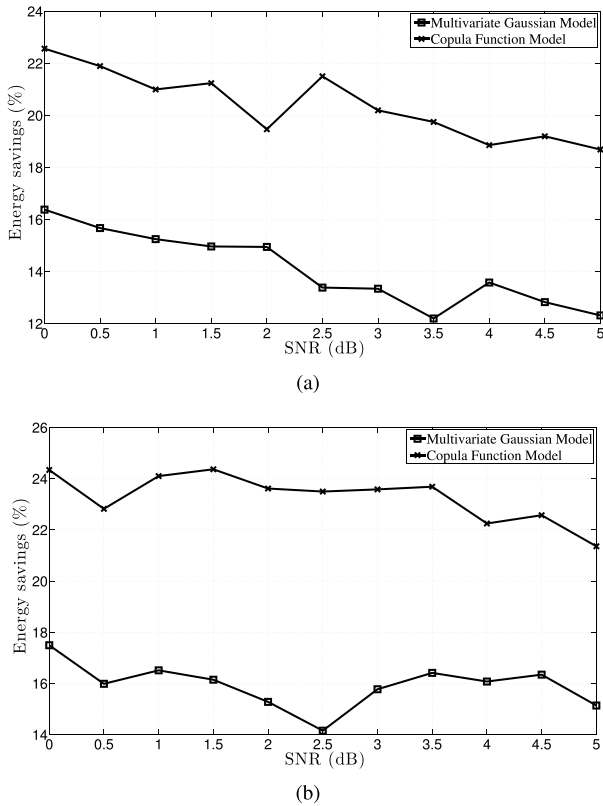 24
22
20
18
16
14
12
Energy savings (%)
Multivariate Gaussian Model
Copula Function Model
0 0.5 1 1.5 2 2.5 3 3.5 4 4.5 5
SNR (dB)
(a)
26
24
22
20
18
16
14
Energy savings (%)
Multivariate Gaussian Model
Copula Function Model
0 0.5 1 1.5 2 2.5 3 3.5 4 4.5 5
SNR (dB)
(b)